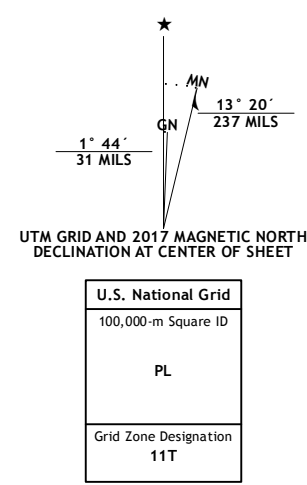 ★
MN
GN
13° 20´
237 MILS
1° 44´
31 MILS
UTM GRID AND 2017 MAGNETIC NORTH
DECLINATION AT CENTER OF SHEET
U.S. National Grid
100,000-m Square ID
PL
Grid Zone Designation
11T